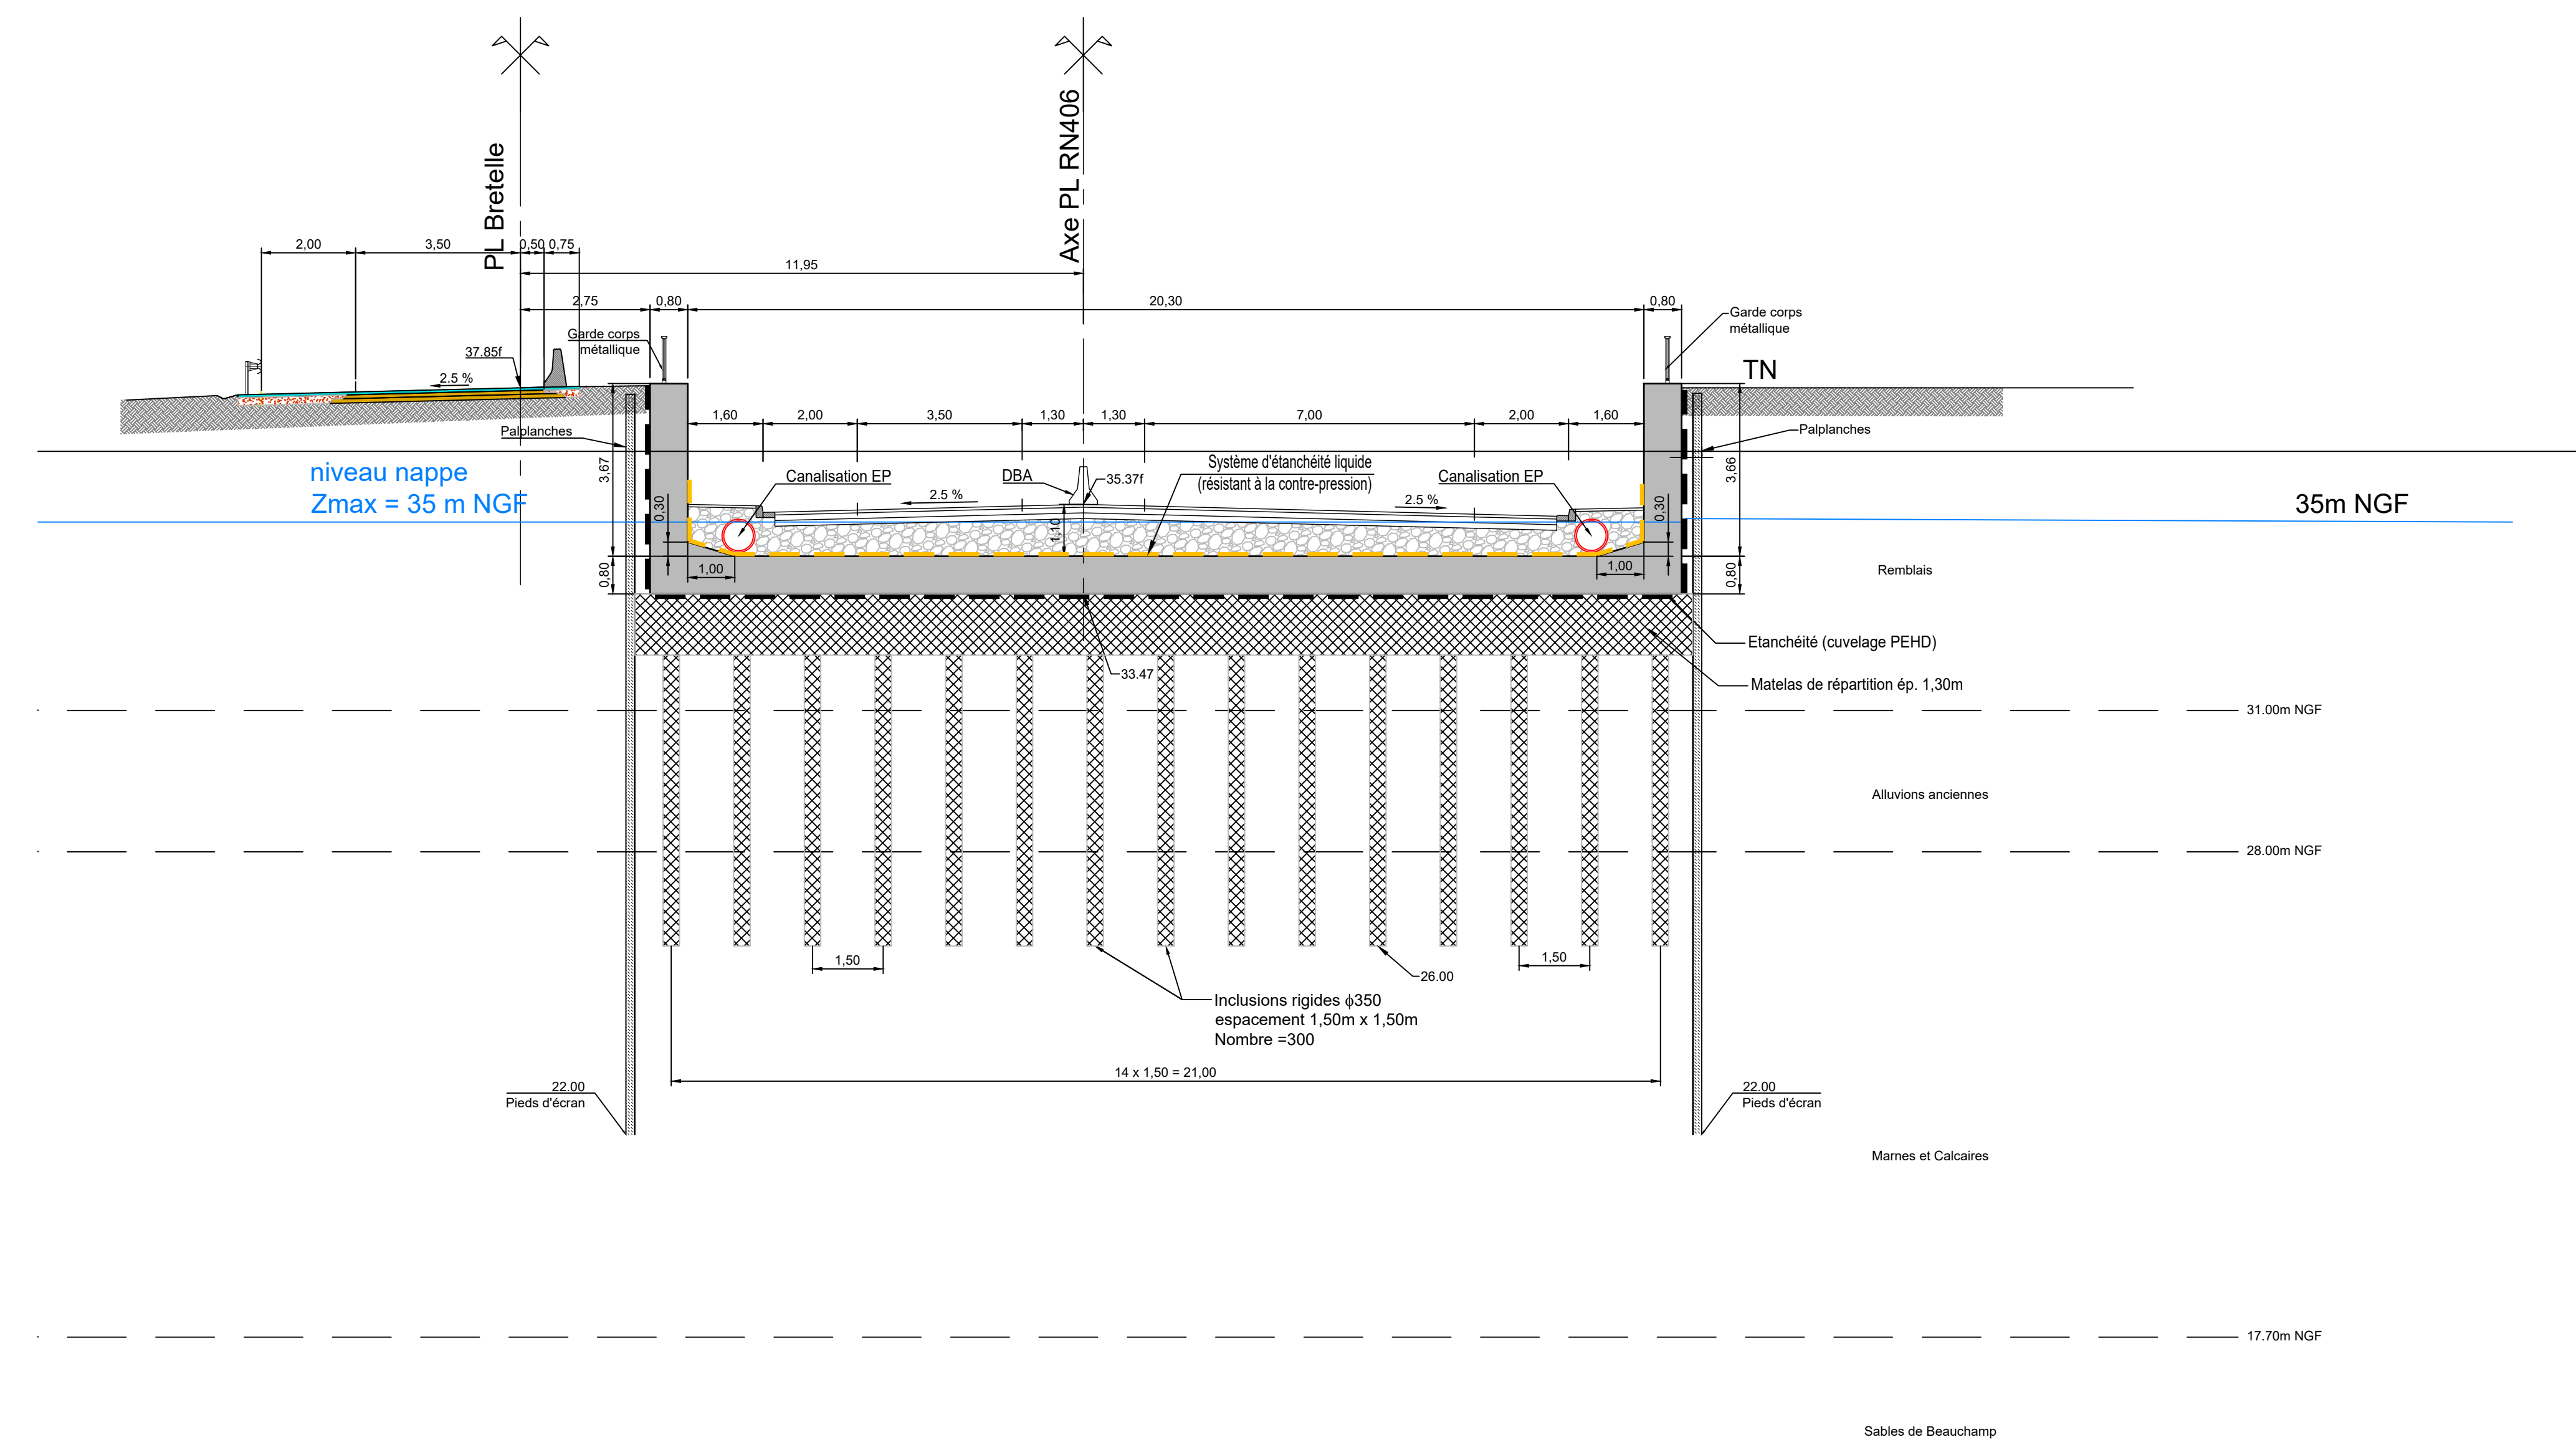 PL Bretelle
Axe PL RN406
2,00
3,50
0,50
0,75
11,95
2,75
0,80
20,30
0,80
Garde corps
métallique
Garde corps
métallique
37.85f
2.5 %
TN
1,60
2,00
3,50
1,30
1,30
7,00
2,00
1,60
Palplanches
Palplanches
niveau nappe
Zmax = 35 m NGF
3,67
3,66
Canalisation EP
DBA
35.37f
Système d'étanchéité liquide
(résistant à la contre-pression)
Canalisation EP
2.5 %
2.5 %
35m NGF
0,30
1,10
0,30
0,80
1,00
1,00
0,80
Remblais
Etanchéité (cuvelage PEHD)
33.47
Matelas de répartition ép. 1,30m
31.00m NGF
Alluvions anciennes
28.00m NGF
1,50
1,50
26.00
Inclusions rigides ϕ350
espacement 1,50m x 1,50m
Nombre =300
14 x 1,50 = 21,00
22.00
Pieds d'écran
22.00
Pieds d'écran
Marnes et Calcaires
17.70m NGF
Sables de Beauchamp